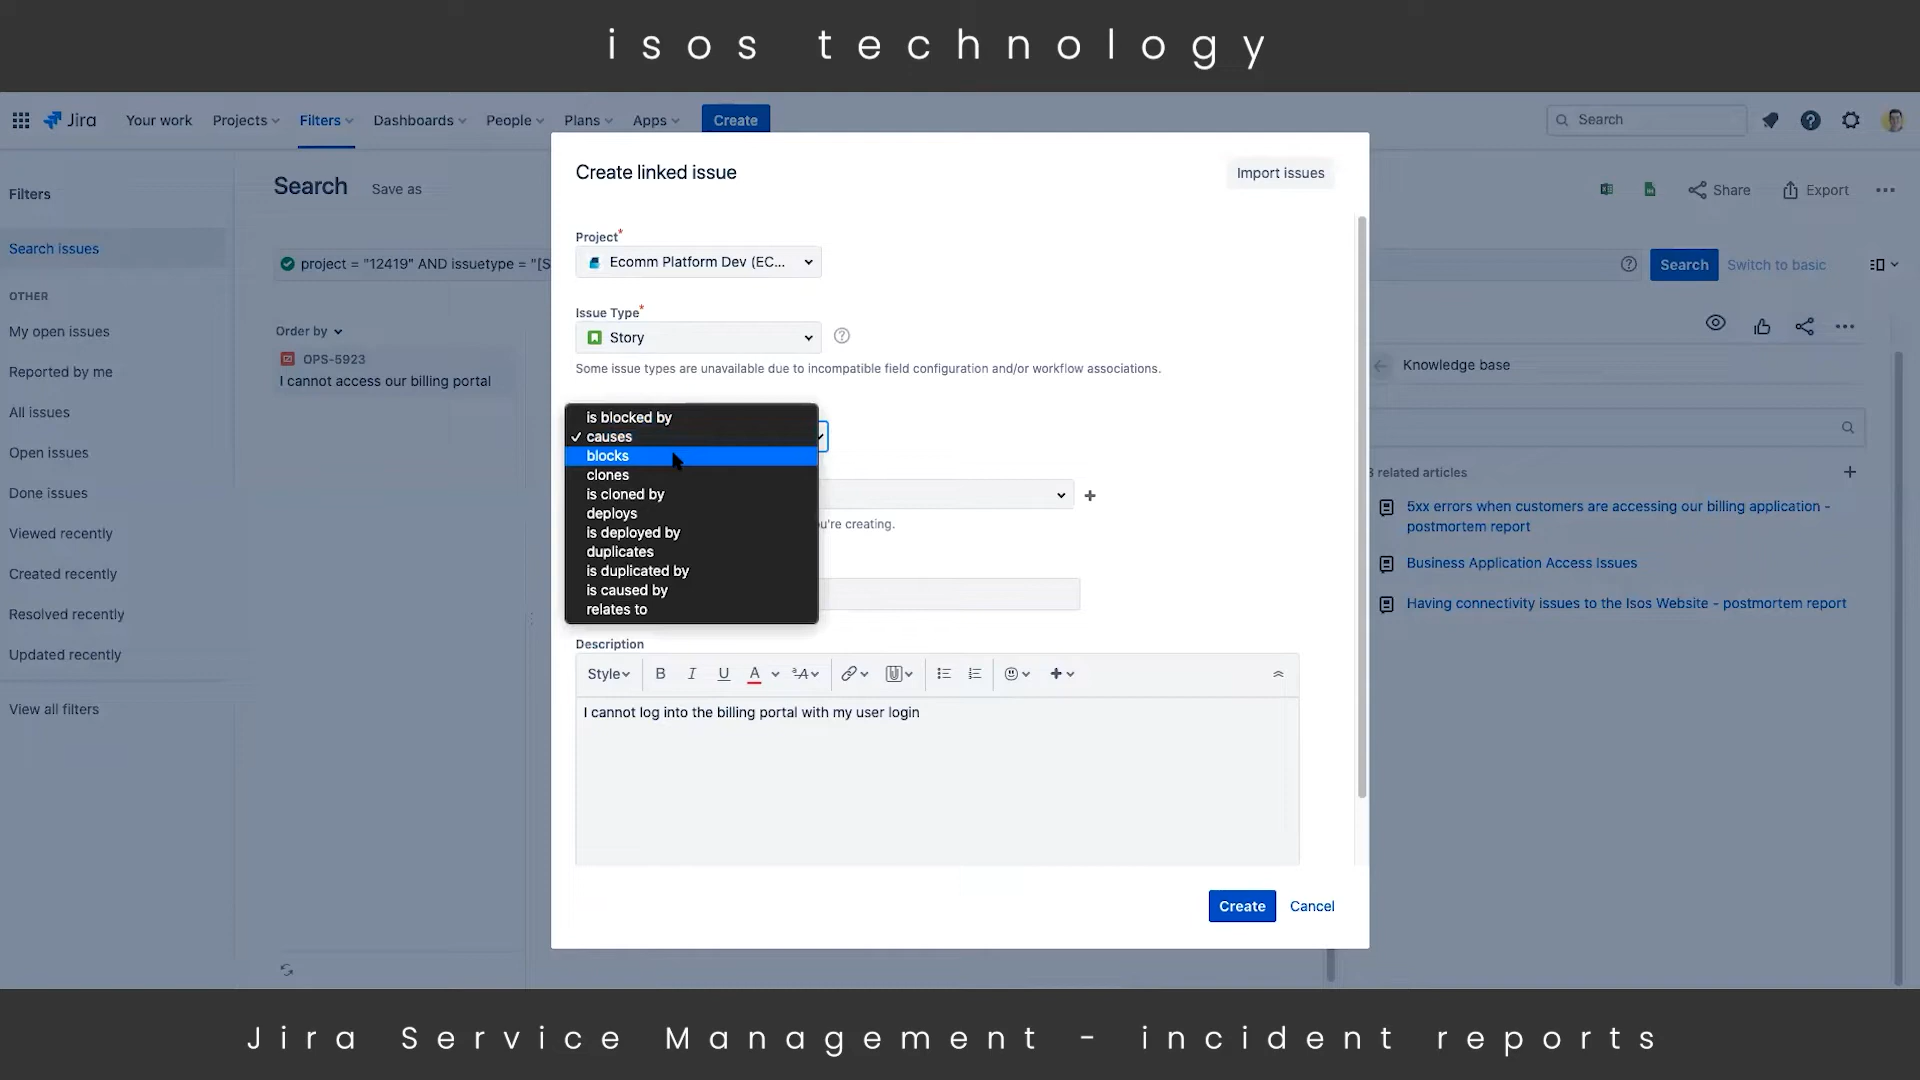 isos technology
Jira
Your work
Projects
Filters
Dashboards
People
Plans
Apps
Create
Search
Filters
Search issues
OTHER
My open issues
Reported by me
All issues
Open issues
Done issues
Viewed recently
Created recently
Resolved recently
Updated recently
View all filters
Search
Save as
project = "12419" AND issuetype = "[S
Order by
OPS-5923
I cannot access our billing portal
Create linked issue
Import issues
Project*
Ecomm Platform Dev (EC...
Issue Type*
Story
Some issue types are unavailable due to incompatible field configuration and/or workflow associations.
is blocked by
✓ causes
blocks
clones
is cloned by
deploys
is deployed by
duplicates
is duplicated by
is caused by
relates to
u're creating.
Description
Style
B I U A
I cannot log into the billing portal with my user login
Create
Cancel
Share
Export
Search
Switch to basic
Knowledge base
related articles
5xx errors when customers are accessing our billing application -
postmortem report
Business Application Access Issues
Having connectivity issues to the Isos Website - postmortem report
Jira Service Management - incident reports